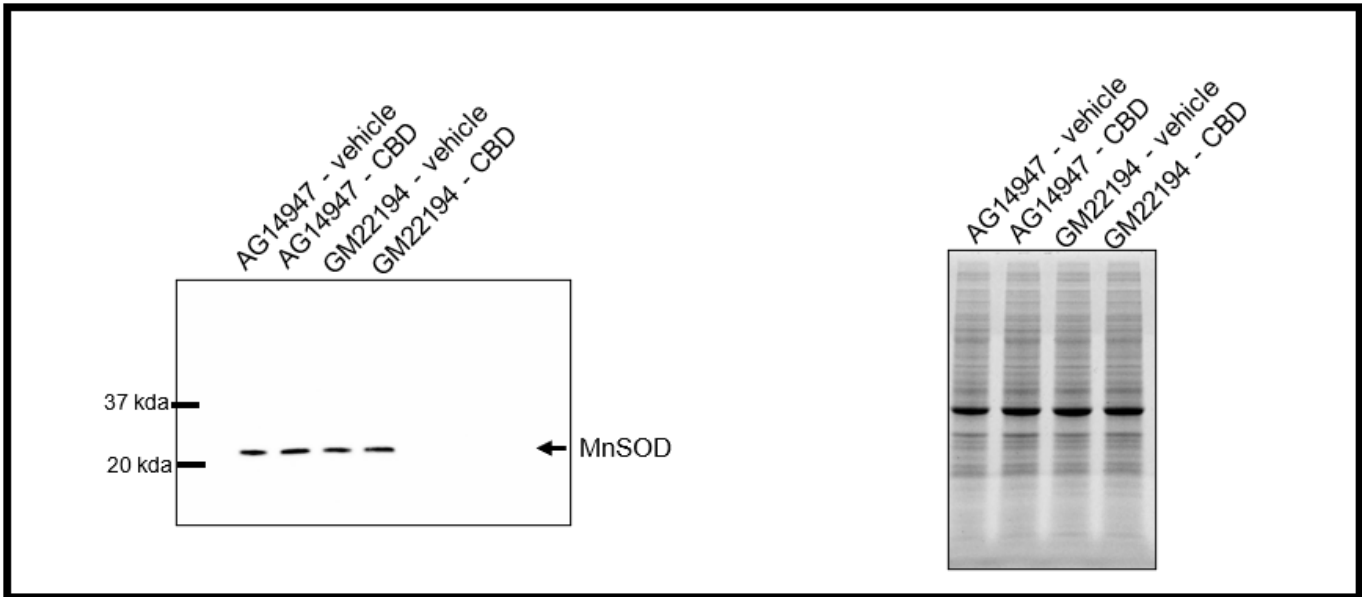 AG14947 - vehicle
AG14947 - CBD
GM22194 - vehicle
GM22194 - CBD
37 kda
20 kda
MnSOD
AG14947 - vehicle
AG14947 - CBD
GM22194 - vehicle
GM22194 - CBD